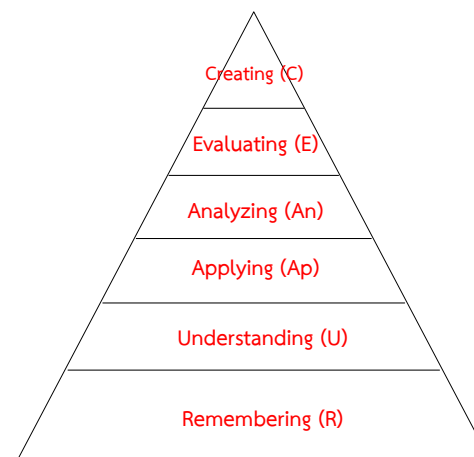 Creating (C)
Evaluating (E)
Analyzing (An)
Applying (Ap)
Understanding (U)
Remembering (R)